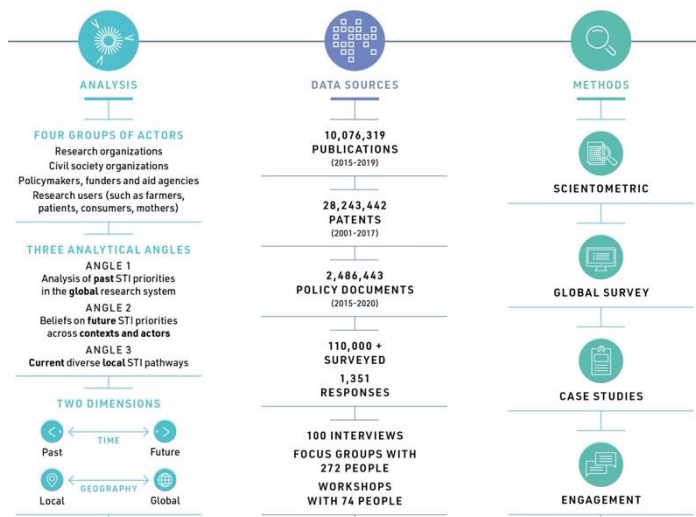 ANALYSIS
FOUR GROUPS OF ACTORS
Research organizations
Civil society organizations
Policymakers, funders and aid agencies
Research users (such as farmers,
patients, consumers, mothers)
THREE ANALYTICAL ANGLES
ANGLE 1
Analysis of past STI priorities
in the global research system
ANGLE 2
Beliefs on future STI priorities
across contexts and actors
ANGLE 3
Current diverse local STI pathways
TWO DIMENSIONS
TIME
Past
Future
GEOGRAPHY
Local
Global
DATA SOURCES
10,076,319
PUBLICATIONS
(2015-2019)
28,243,442
PATENTS
(2001-2017)
2,486,443
POLICY DOCUMENTS
(2015-2020)
110,000 +
SURVEYED
1,351
RESPONSES
100 INTERVIEWS
FOCUS GROUPS WITH
272 PEOPLE
WORKSHOPS
WITH 74 PEOPLE
METHODS
SCIENTOMETRIC
GLOBAL SURVEY
CASE STUDIES
ENGAGEMENT